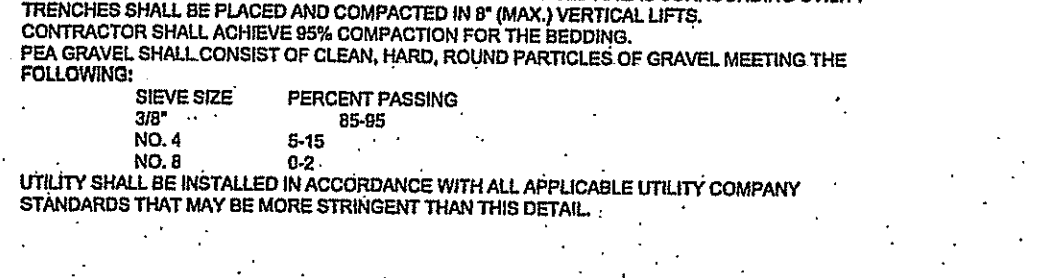 TRENCHES SHALL BE PLACED AND COMPACTED IN 8" (MAX.) VERTICAL LIFTS.
CONTRACTOR SHALL ACHIEVE 95% COMPACTION FOR THE BEDDING.
PEA GRAVEL SHALL CONSIST OF CLEAN, HARD, ROUND PARTICLES OF GRAVEL MEETING THE
FOLLOWING:
SIEVE SIZE PERCENT PASSING
3/8" 85-95
NO. 4 5-15
NO. 8 0-2
UTILITY SHALL BE INSTALLED IN ACCORDANCE WITH ALL APPLICABLE UTILITY COMPANY
STANDARDS THAT MAY BE MORE STRINGENT THAN THIS DETAIL.